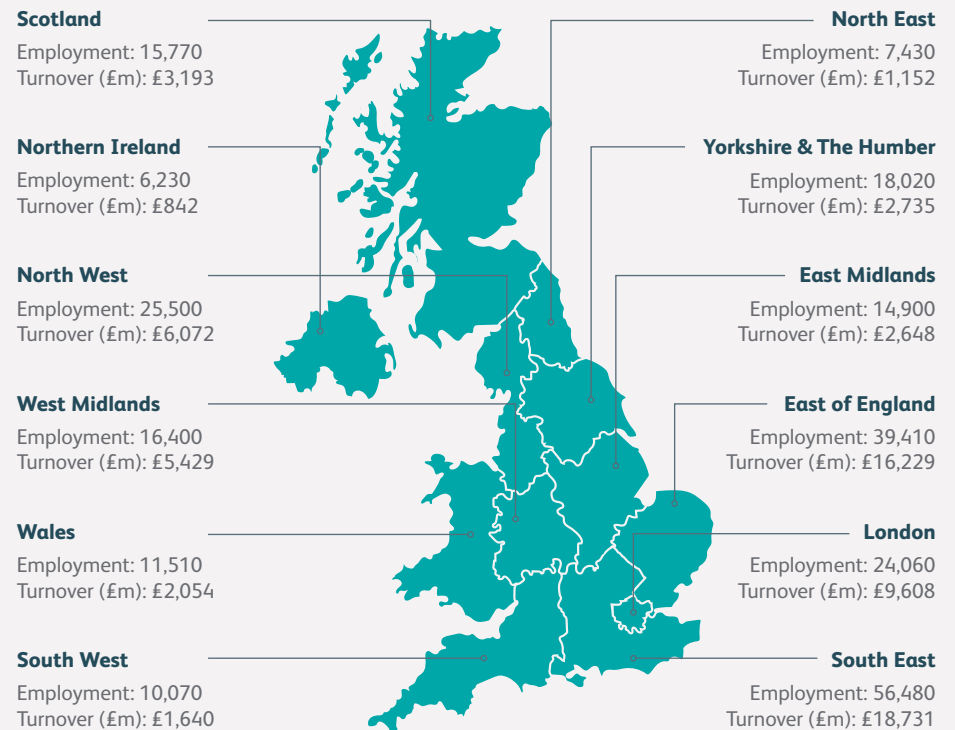 Scotland
Employment: 15,770
Turnover (£m): £3,193
Northern Ireland
Employment: 6,230
Turnover (£m): £842
North West
Employment: 25,500
Turnover (£m): £6,072
West Midlands
Employment: 16,400
Turnover (£m): £5,429
Wales
Employment: 11,510
Turnover (£m): £2,054
South West
Employment: 10,070
Turnover (£m): £1,640
North East
Employment: 7,430
Turnover (£m): £1,152
Yorkshire & The Humber
Employment: 18,020
Turnover (£m): £2,735
East Midlands
Employment: 14,900
Turnover (£m): £2,648
East of England
Employment: 39,410
Turnover (£m): £16,229
London
Employment: 24,060
Turnover (£m): £9,608
South East
Employment: 56,480
Turnover (£m): £18,731